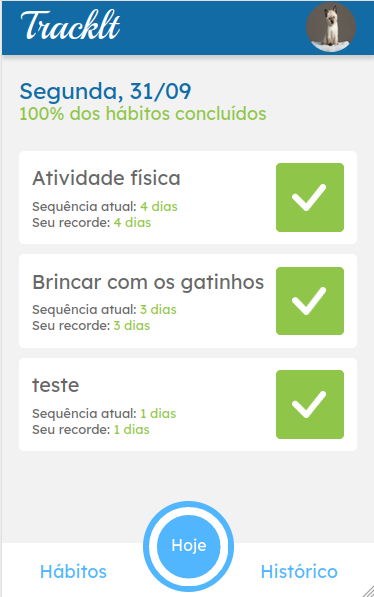 TrackIt
Segunda, 31/09
100% dos hábitos concluídos
Atividade física
Sequência atual: 4 dias
Seu recorde: 4 dias
Brincar com os gatinhos
Sequência atual: 3 dias
Seu recorde: 3 dias
teste
Sequência atual: 1 dias
Seu recorde: 1 dias
Hábitos
Hoje
Histórico